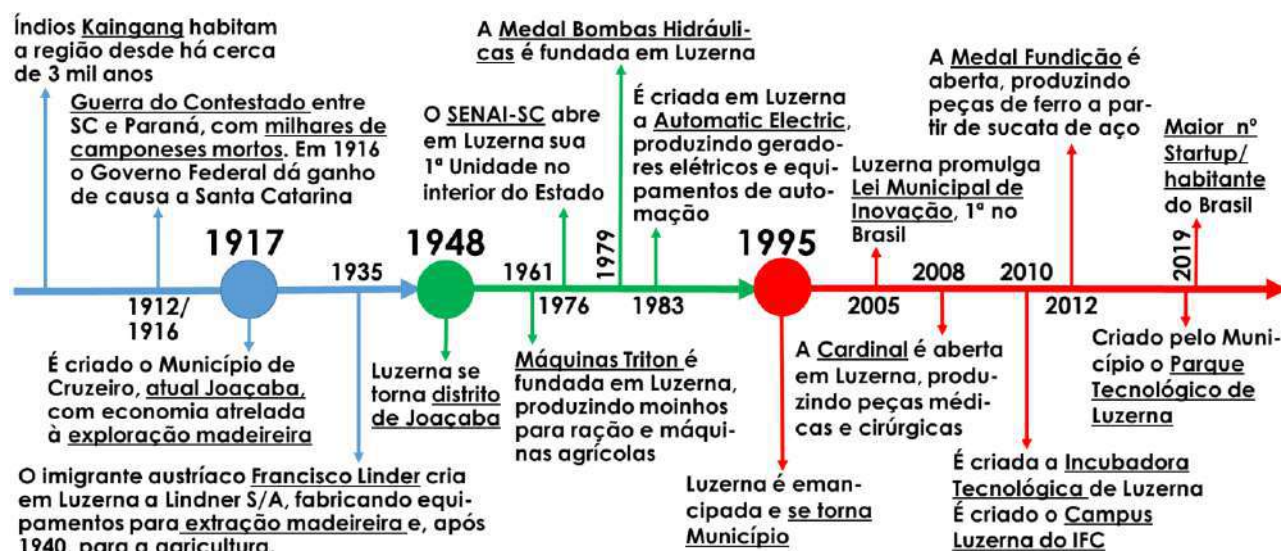 Índios Kaingang habitam
a região desde há cerca
de 3 mil anos
Guerra do Contestado entre
SC e Paraná, com milhares de
camponeses mortos. Em 1916
o Governo Federal dá ganho
de causa a Santa Catarina
A Medal Bombas Hidráuli-
cas é fundada em Luzerna
O SENAI-SC abre
em Luzerna sua
1ª Unidade no
interior do Estado
É criada em Luzerna
a Automatic Electric,
produzindo gerado-
res elétricos e equi-
pamentos de auto-
mação
Luzerna promulga
Lei Municipal de
Inovação, 1ª no
Brasil
A Medal Fundição é
aberta, produzindo
peças de ferro a par-
tir de sucata de aço
Maior nº
Startup/
habitante
do Brasil
1912/
1916
1917
1935
1948
1961
1976
1979
1983
1995
2005
2008
2010
2012
2019
É criado o Município de
Cruzeiro, atual Joaçaba,
com economia atrelada
à exploração madeireira
O imigrante austríaco Francisco Linder cria
em Luzerna a Lindner S/A, fabricando equi-
pamentos para extração madeireira e, após
1940, para a agricultura.
Luzerna se
torna distrito
de Joaçaba
Máquinas Triton é
fundada em Luzerna,
produzindo moinhos
para ração e máqui-
nas agrícolas
Luzerna é eman-
cipada e se torna
Município
A Cardinal é aberta
em Luzerna, produ-
zindo peças médi-
cas e cirúrgicas
É criada a Incubadora
Tecnológica de Luzerna
É criado o Campus
Luzerna do IFC
Criado pelo Muni-
cípio o Parque
Tecnológico de
Luzerna